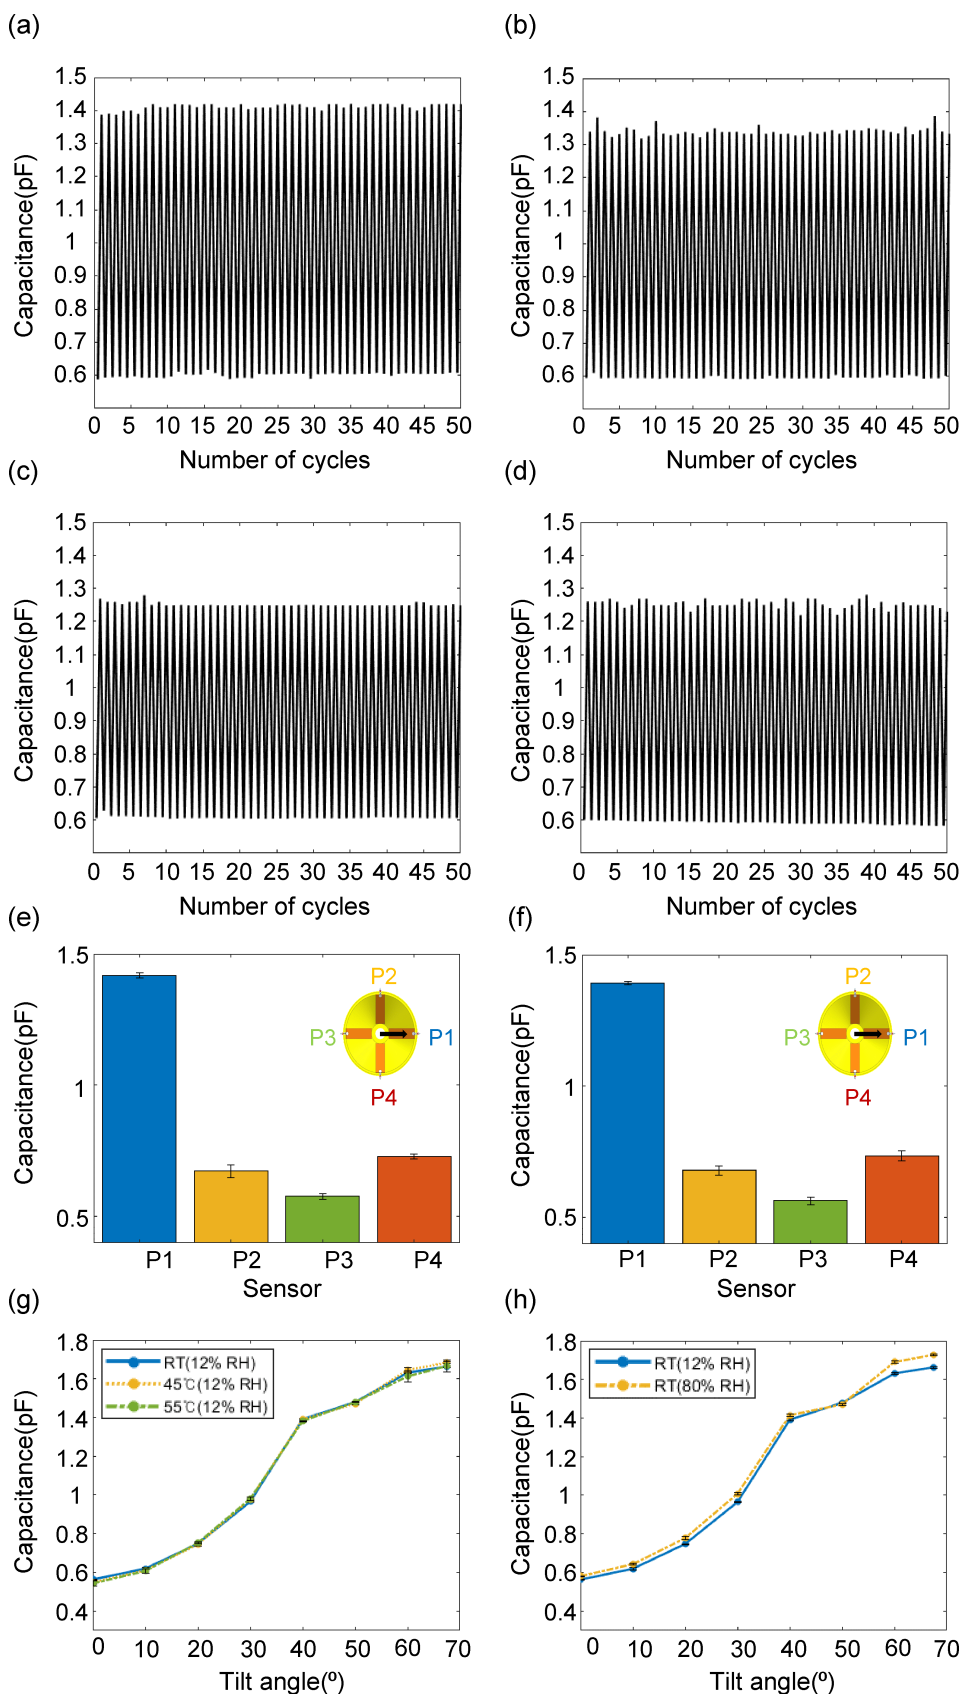 (a)
Capacitance(pF)
1.5
1.4
1.3
1.2
1.1
1
0.9
0.8
0.7
0.6
0 5 10 15 20 25 30 35 40 45 50
Number of cycles
(b)
Capacitance(pF)
1.5
1.4
1.3
1.2
1.1
1
0.9
0.8
0.7
0.6
0 5 10 15 20 25 30 35 40 45 50
Number of cycles
(c)
Capacitance(pF)
1.5
1.4
1.3
1.2
1.1
1
0.9
0.8
0.7
0.6
0 5 10 15 20 25 30 35 40 45 50
Number of cycles
(d)
Capacitance(pF)
1.5
1.4
1.3
1.2
1.1
1
0.9
0.8
0.7
0.6
0 5 10 15 20 25 30 35 40 45 50
Number of cycles
(e)
Capacitance(pF)
1.5
1
0.5
P2
P3 P1
P4
P1 P2 P3 P4
Sensor
(f)
Capacitance(pF)
1.5
1
0.5
P2
P3 P1
P4
P1 P2 P3 P4
Sensor
(g)
Capacitance(pF)
1.8
1.6
1.4
1.2
1
0.8
0.6
0.4
RT(12% RH)
45℃(12% RH)
55℃(12% RH)
0 10 20 30 40 50 60 70
Tilt angle(º)
(h)
Capacitance(pF)
1.8
1.6
1.4
1.2
1
0.8
0.6
0.4
RT(12% RH)
RT(80% RH)
0 10 20 30 40 50 60 70
Tilt angle(º)